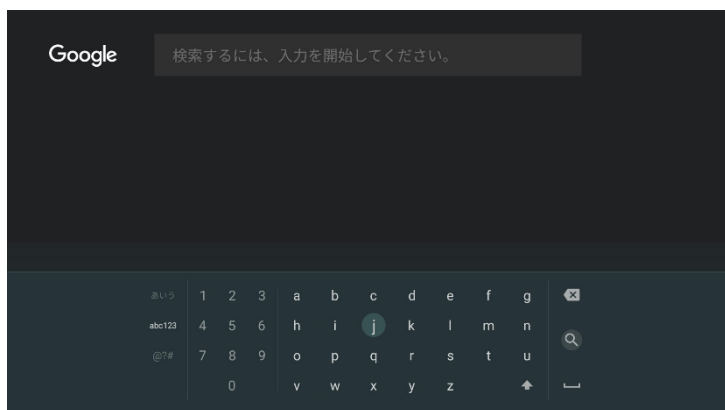 Google 検索するには、入力を開始してください。
あいう 1 2 3 a b c d e f g
abc123 4 5 6 h i j k l m n
@?# 7 8 9 o p q r s t u
0 v w x y z